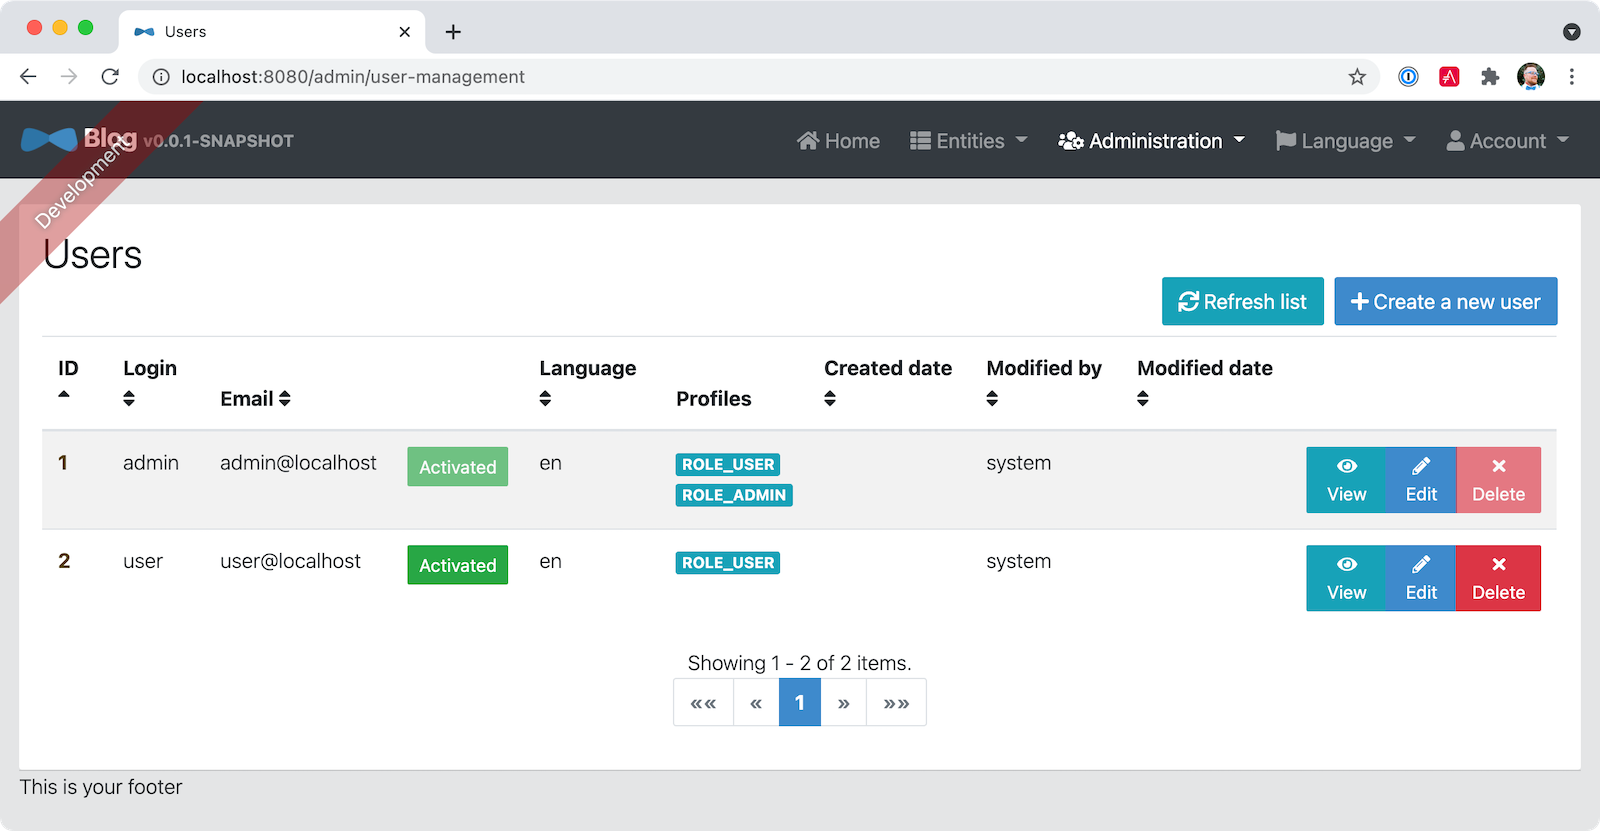 Users
localhost:8080/admin/user-management
Blog v0.0.1-SNAPSHOT Home Entities Administration Language Account
Development
Users
Refresh list Create a new user
ID Login Email Language Profiles Created date Modified by Modified date
1 admin admin@localhost Activated en ROLE_USER system View Edit Delete
ROLE_ADMIN
2 user user@localhost Activated en ROLE_USER system View Edit Delete
Showing 1 - 2 of 2 items.
«« « 1 » »»
This is your footer